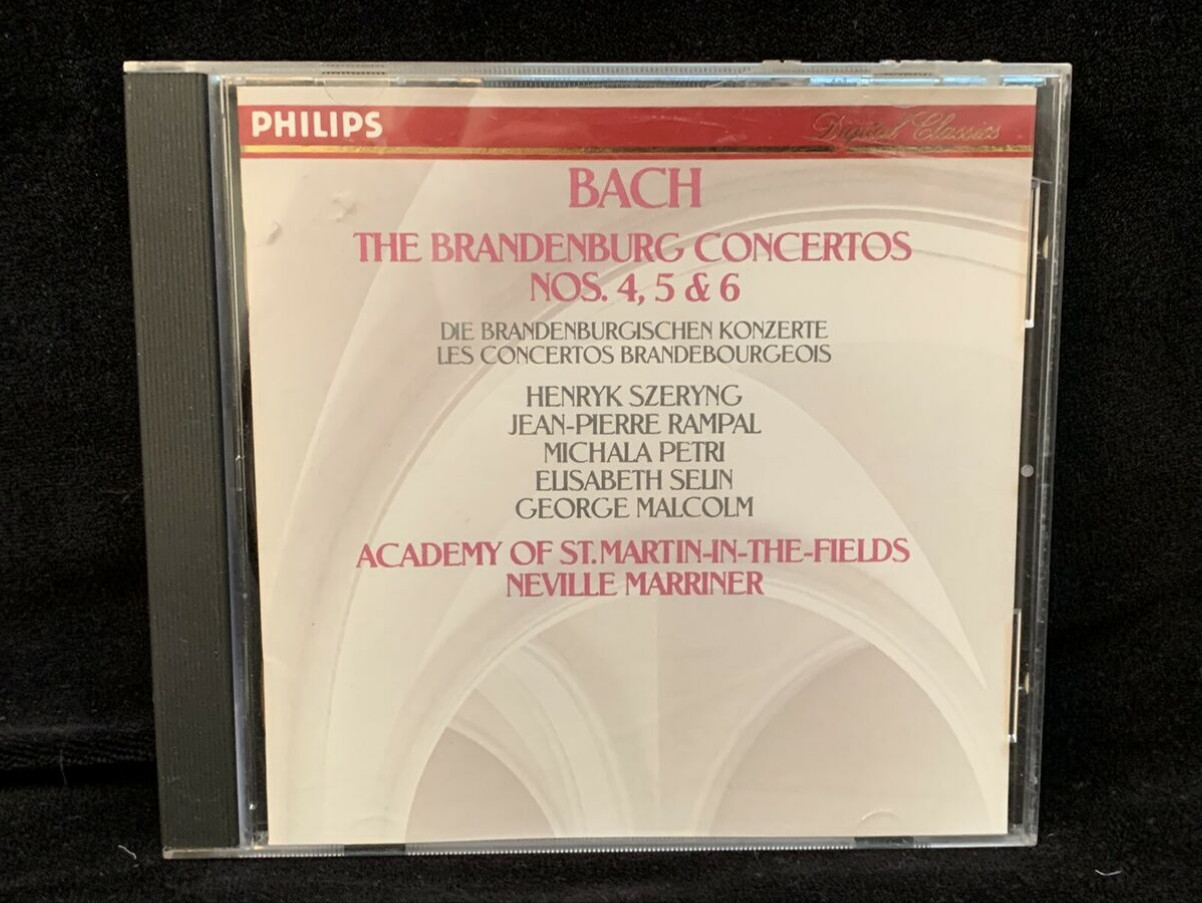 PHILIPS Digital Classics
BACH
THE BRANDENBURG CONCERTOS
NOS. 4, 5 & 6
DIE BRANDENBURGISCHEN KONZERTE
LES CONCERTOS BRANDEBOURGEOIS
HENRYK SZERYNG
JEAN-PIERRE RAMPAL
MICHALA PETRI
ELISABETH SELIN
GEORGE MALCOLM
ACADEMY OF ST. MARTIN-IN-THE-FIELDS
NEVILLE MARRINER